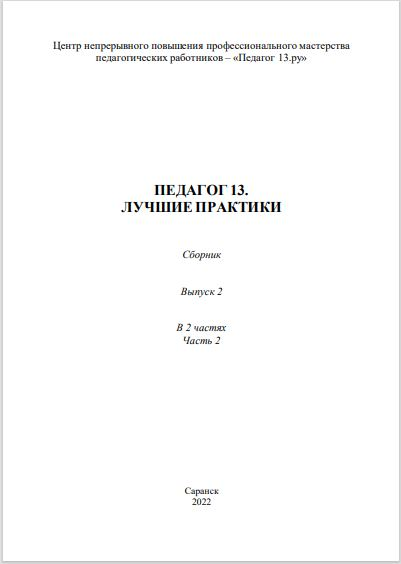 Центр непрерывного повышения профессионального мастерства
педагогических работников – «Педагог 13.ру»
ПЕДАГОГ 13.
ЛУЧШИЕ ПРАКТИКИ
Сборник
Выпуск 2
В 2 частях
Часть 2
Саранск
2022